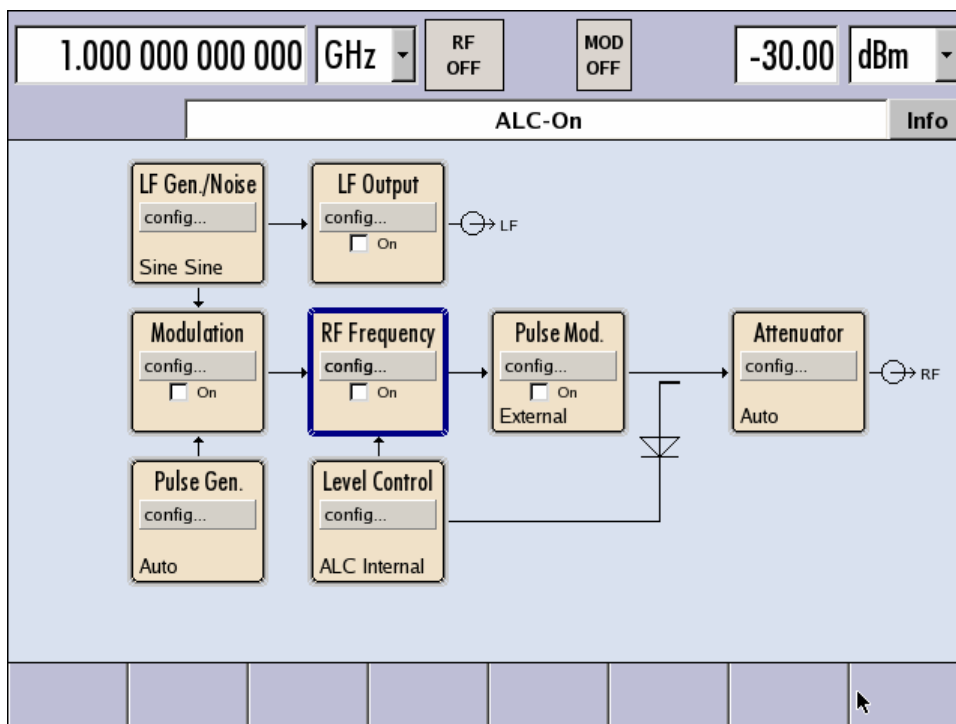 1.000 000 000 000 GHz RF OFF MOD OFF -30.00 dBm
ALC-On Info
LF Gen./Noise
config...
Sine Sine
LF Output
config...
On
LF
Modulation
config...
On
RF Frequency
config...
On
Pulse Mod.
config...
On
External
Attenuator
config...
Auto
RF
Pulse Gen.
config...
Auto
Level Control
config...
ALC Internal